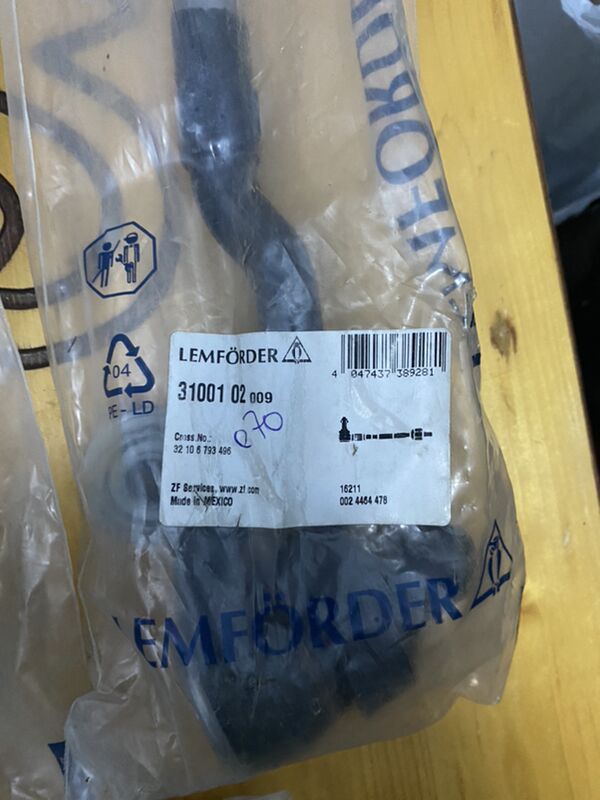 LEMFÖRDER
04
PE-LD
LEMFÖRDER
4 047437 389281
31001 02 009
e70
Cross.No.:
32 10 6 793 496
ZF Services, www.zf.com
Made in MEXICO
16211
002 4464 478
LEMFÖRDER